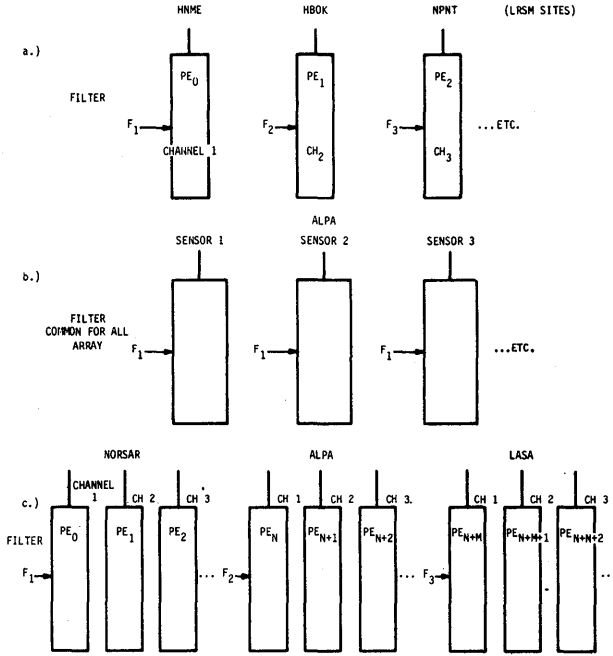 HNME HBOK NPNT (LRSM SITES)
a.)
PE0 PE1 PE2
FILTER
F1 F2 F3 ...ETC.
CHANNEL 1 CH2 CH3
ALPA
SENSOR 1 SENSOR 2 SENSOR 3
b.)
FILTER
COMMON FOR ALL
ARRAY
F1 F1 F1 ...ETC.
NORSAR ALPA LASA
CHANNEL
1 CH 2 CH 3 CH 1 CH 2 CH 3. CH 1 CH 2 CH 3
c.)
PE0 PE1 PE2 PEN PEN+1 PEN+2 PEN+M PEN+M+1 PEN+N+2
FILTER
F1 ... F2 ... F3 ..